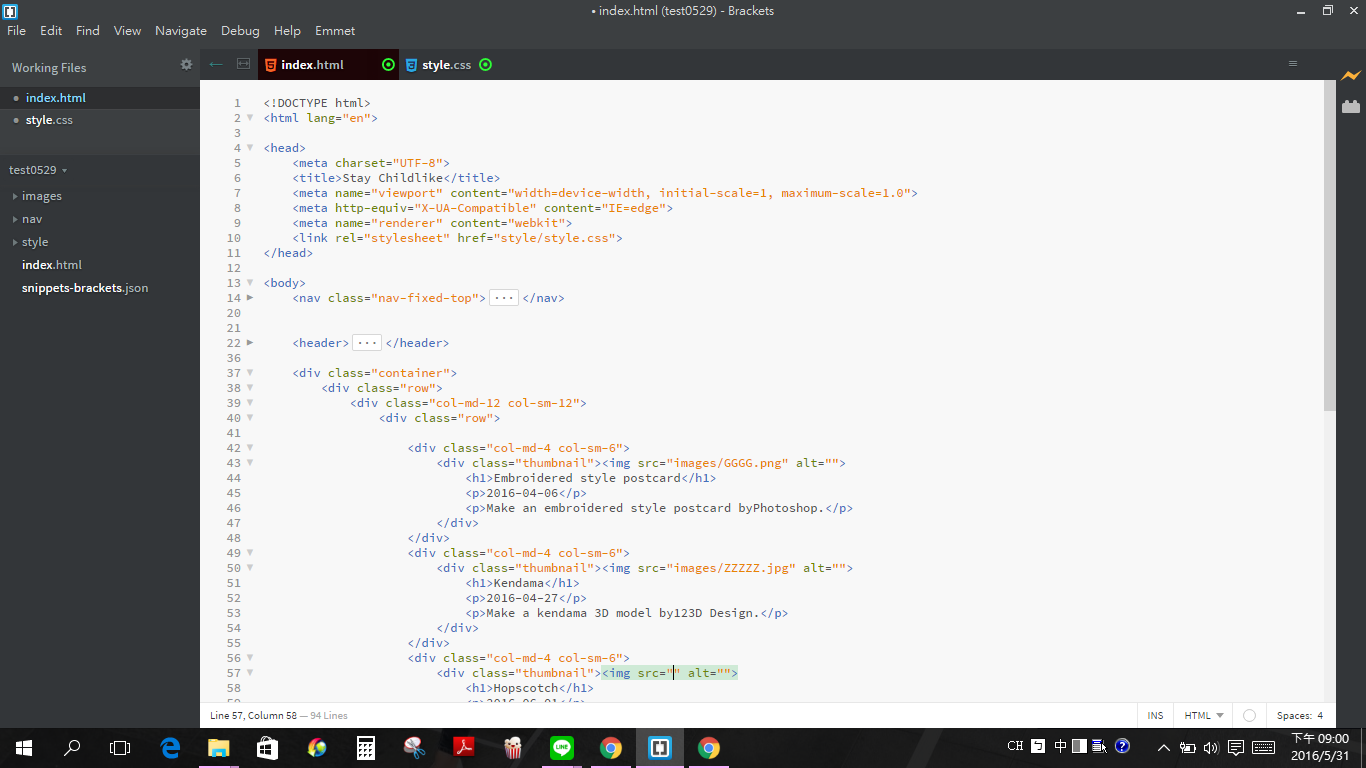 • index.html (test0529) - Brackets
File Edit Find View Navigate Debug Help Emmet
Working Files
• index.html
• style.css
test0529
images
nav
style
index.html
snippets-brackets.json
index.html
style.css
1 <!DOCTYPE html>
2 <html lang="en">
3
4 <head>
5 <meta charset="UTF-8">
6 <title>Stay Childlike</title>
7 <meta name="viewport" content="width=device-width, initial-scale=1, maximum-scale=1.0">
8 <meta http-equiv="X-UA-Compatible" content="IE=edge">
9 <meta name="renderer" content="webkit">
10 <link rel="stylesheet" href="style/style.css">
11 </head>
12
13 <body>
14 <nav class="nav-fixed-top">···</nav>
20
21
22 <header>···</header>
36
37 <div class="container">
38 <div class="row">
39 <div class="col-md-12 col-sm-12">
40 <div class="row">
41
42 <div class="col-md-4 col-sm-6">
43 <div class="thumbnail"><img src="images/GGGG.png" alt="">
44 <h1>Embroidered style postcard</h1>
45 <p>2016-04-06</p>
46 <p>Make an embroidered style postcard byPhotoshop.</p>
47 </div>
48 </div>
49 <div class="col-md-4 col-sm-6">
50 <div class="thumbnail"><img src="images/ZZZZZ.jpg" alt="">
51 <h1>Kendama</h1>
52 <p>2016-04-27</p>
53 <p>Make a kendama 3D model by123D Design.</p>
54 </div>
55 </div>
56 <div class="col-md-4 col-sm-6">
57 <div class="thumbnail"><img src="" alt="">
58 <h1>Hopscotch</h1>
59 <p>2016-06-01</p>
Line 57, Column 58 — 94 Lines
INS HTML Spaces: 4
LINE
CH 中
下午 09:00
2016/5/31